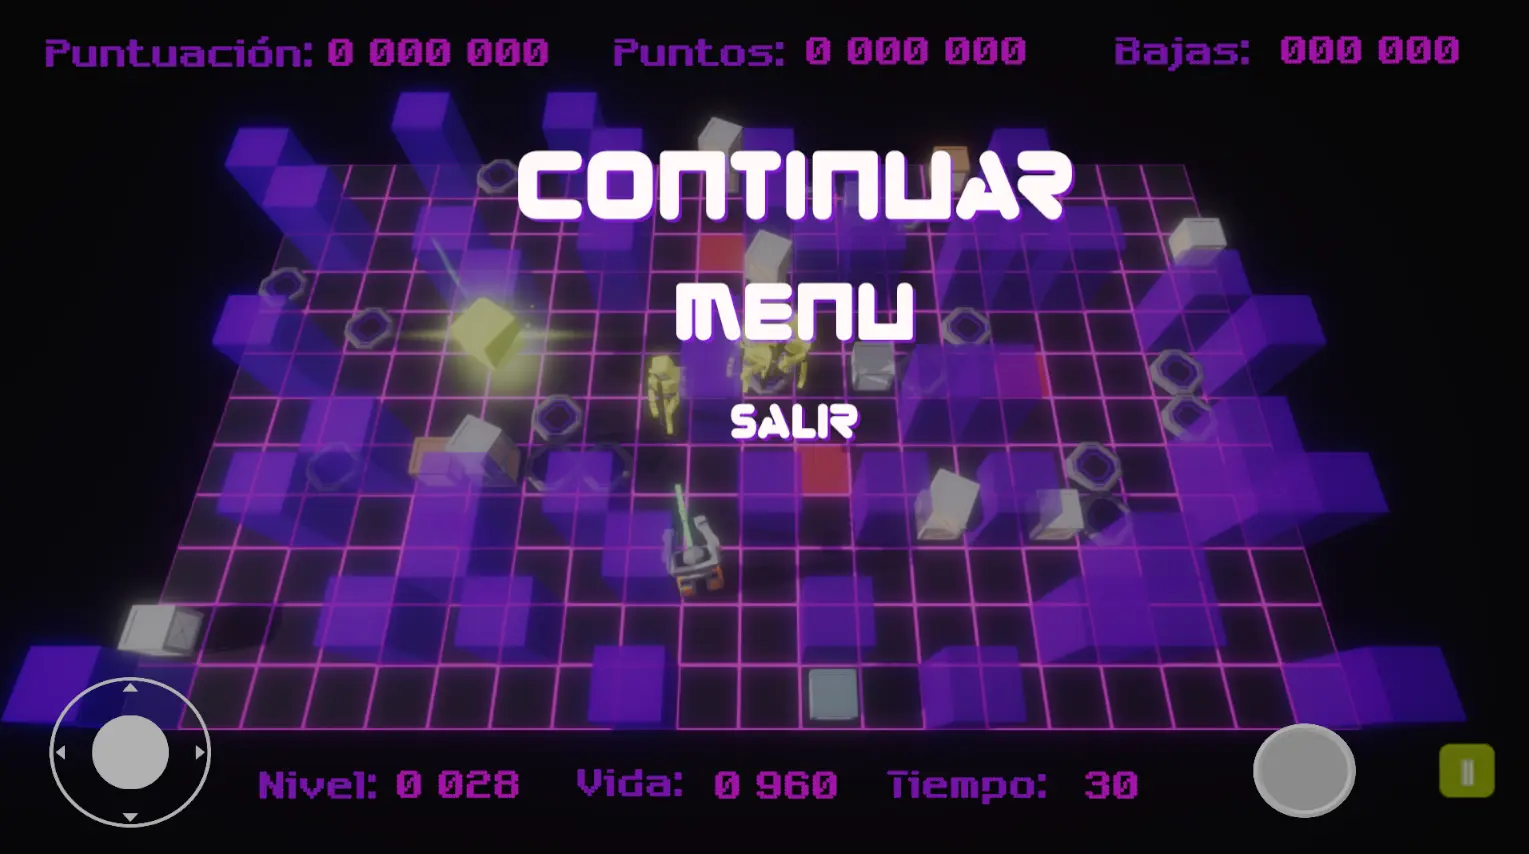 Puntuación: 0 000 000 Puntos: 0 000 000 Bajas: 000 000
CONTINUAR
MENU
SALIR
Nivel: 0 028 Vida: 0 960 Tiempo: 30